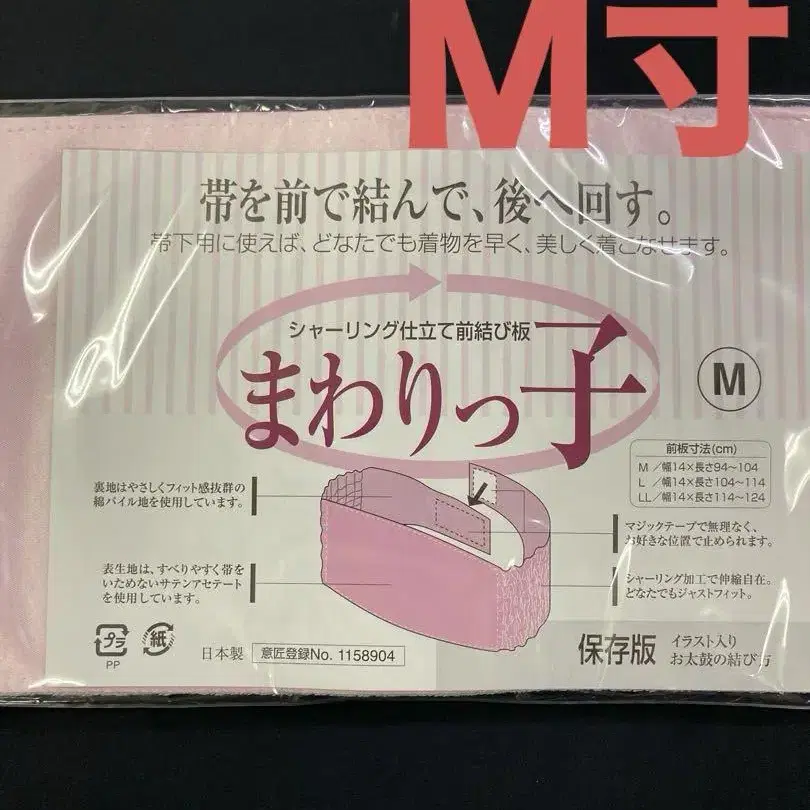 M寸
帯を前で結んで、後へ回す。
帯下用に使えば、どなたでも着物を早く、美しく着こなせます。
シャーリング仕立て前結び板
まわりっ子
M
前板寸法(cm)
M／幅14×長さ94〜104
L／幅14×長さ104〜114
LL／幅14×長さ114〜124
裏地はやさしくフィット感抜群の
綿パイル地を使用しています。
マジックテープで無理なく、
お好きな位置で止められます。
表生地は、すべりやすく帯を
いためないサテンアセテート
を使用しています。
シャーリング加工で伸縮自在。
どなたでもジャストフィット。
プラ
PP
紙
日本製
意匠登録No. 1158904
保存版
イラスト入り
お太鼓の結び方